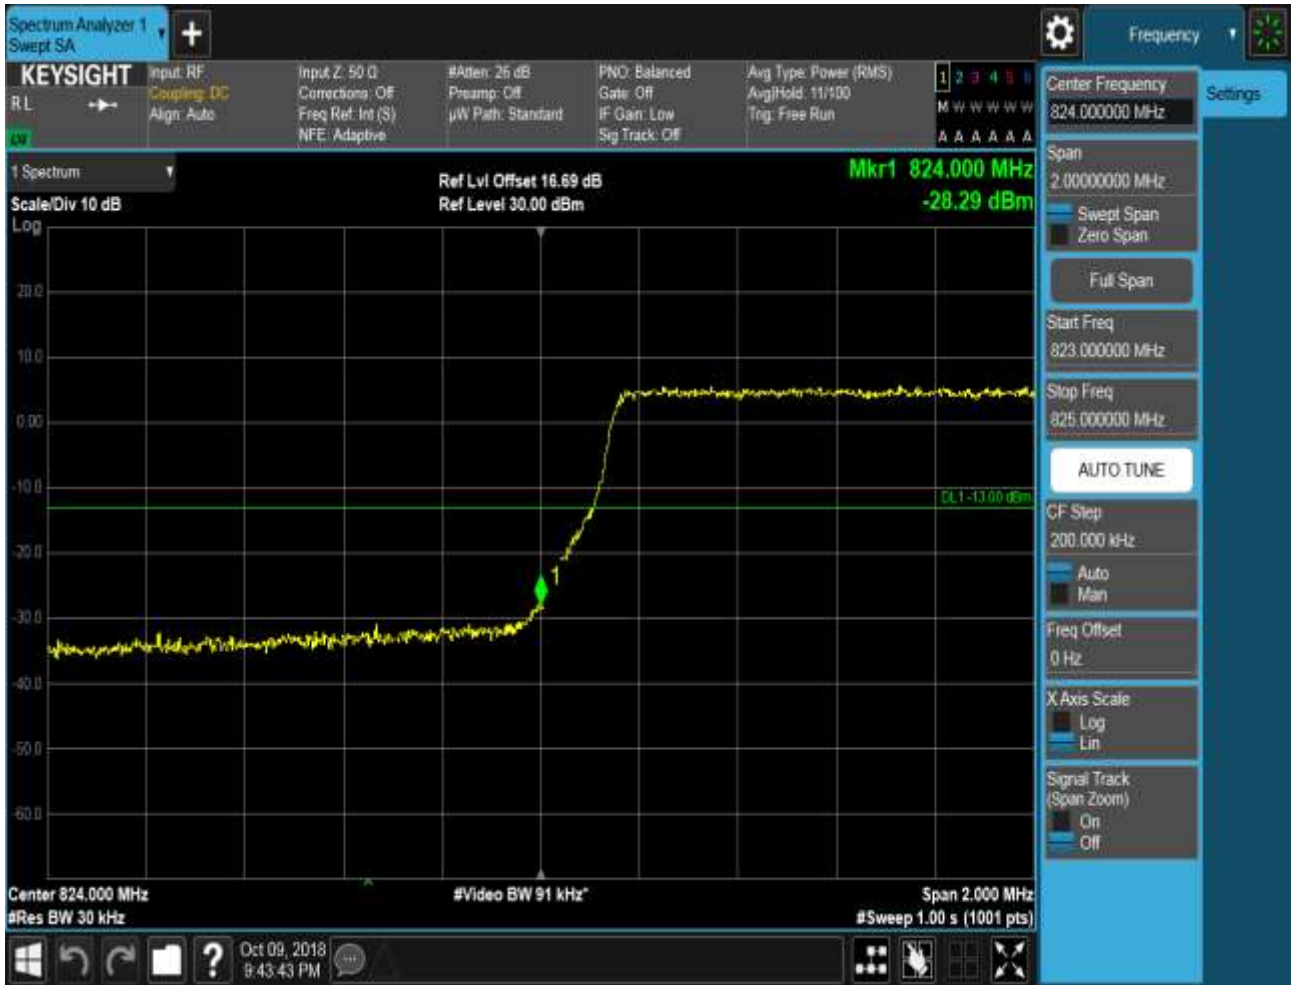 Spectrum Analyzer 1
Swept SA
+
Frequency
KEYSIGHT
RL
LW
Input: RF
Coupling: DC
Align: Auto
Input Z: 50 Ω
Corrections: Off
Freq Ref: Int (S)
NFE: Adaptive
#Atten: 26 dB
Preamp: Off
µW Path: Standard
PNO: Balanced
Gate: Off
IF Gain: Low
Sig Track: Off
Avg Type: Power (RMS)
Avg|Hold: 11/100
Trig: Free Run
1 2 3 4 5 6
M W W W W W
A A A A A A
1 Spectrum
Scale/Div 10 dB
Ref Lvl Offset 16.69 dB
Ref Level 30.00 dBm
Mkr1 824.000 MHz
-28.29 dBm
Log
20.0
10.0
0.00
-10.0
-20.0
-30.0
-40.0
-50.0
-60.0
DL1 -13.00 dBm
1
Center 824.000 MHz
#Res BW 30 kHz
#Video BW 91 kHz*
Span 2.000 MHz
#Sweep 1.00 s (1001 pts)
Center Frequency
824.000000 MHz
Settings
Span
2.00000000 MHz
Swept Span
Zero Span
Full Span
Start Freq
823.000000 MHz
Stop Freq
825.000000 MHz
AUTO TUNE
CF Step
200.000 kHz
Auto
Man
Freq Offset
0 Hz
X Axis Scale
Log
Lin
Signal Track
(Span Zoom)
On
Off
?
Oct 09, 2018
9:43:43 PM